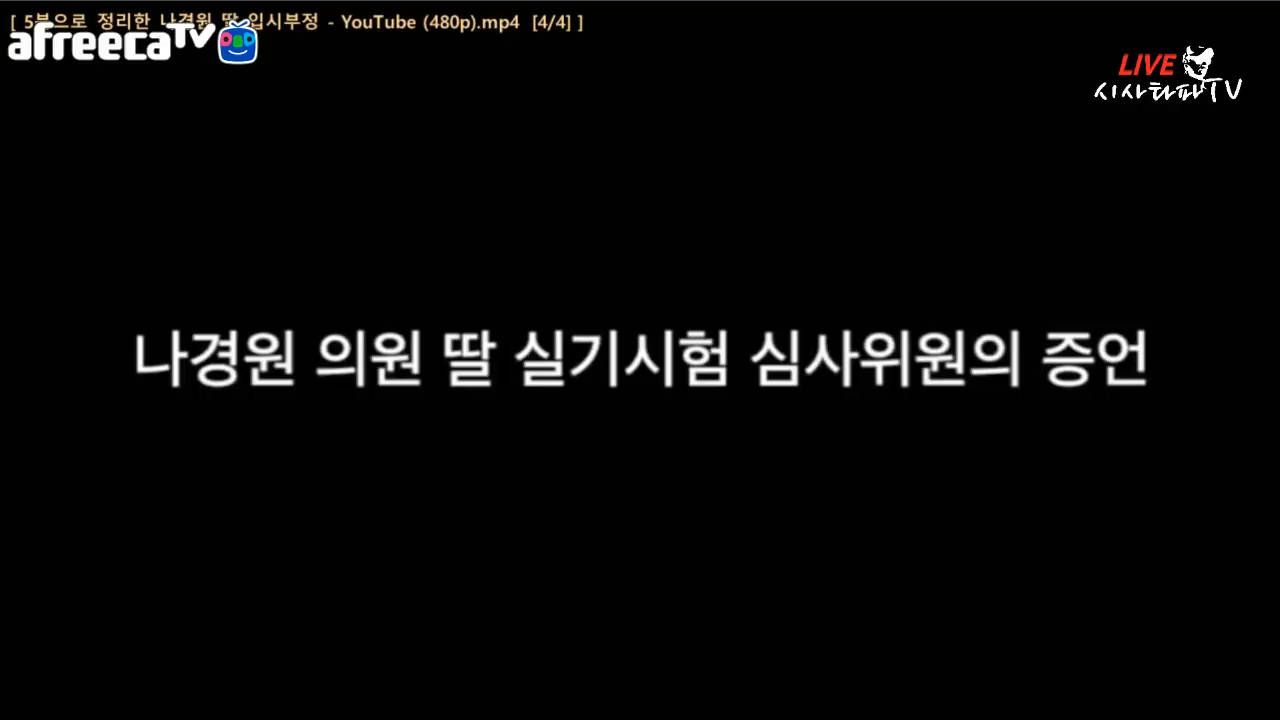 [ 5분으로 정리한 나경원 딸 입시부정 - YouTube (480p).mp4 [4/4] ]
afreecaTV
LIVE
시사타파TV
나경원 의원 딸 실기시험 심사위원의 증언